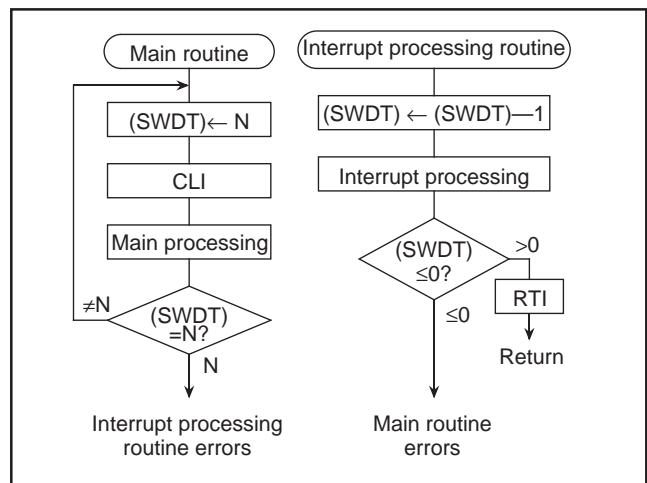 Main routine
(SWDT)← N
CLI
Main processing
≠N
(SWDT)
=N?
N
Interrupt processing
routine errors
Interrupt processing routine
(SWDT) ← (SWDT)—1
Interrupt processing
(SWDT)
≤0?
>0
RTI
Return
≤0
Main routine
errors